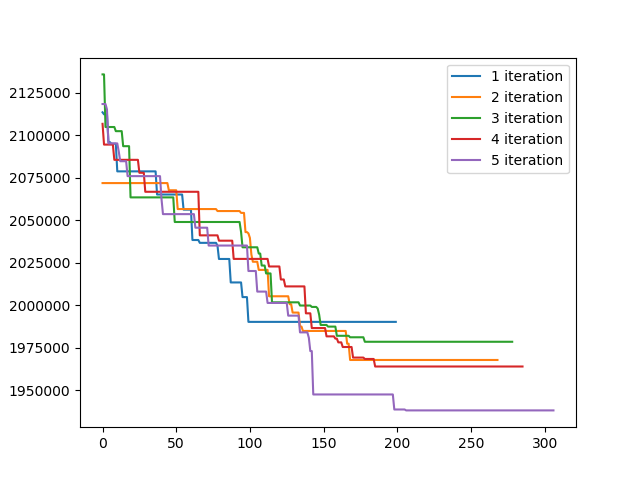 2125000
2100000
2075000
2050000
2025000
2000000
1975000
1950000
0 50 100 150 200 250 300
1 iteration
2 iteration
3 iteration
4 iteration
5 iteration